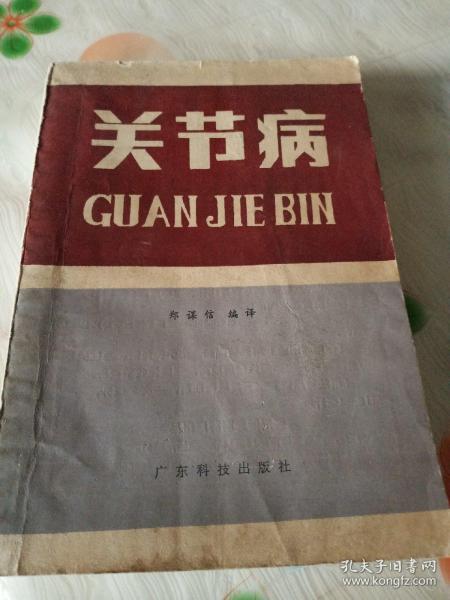 关节病
GUAN JIE BIN
郑谋信 编译
广东科技出版社
孔夫子旧书网
www.kongfz.com